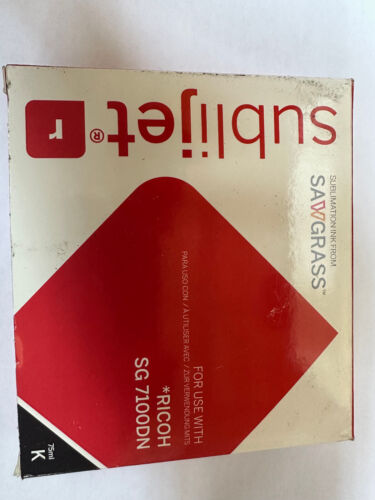 SUBLIMATION INK FROM
SAWGRASS™
sublijet®
r
FOR USE WITH
PARA USO CON / À UTILISER AVEC / ZUR VERWENDUNG MITS
*RICOH
SG 7100DN
75ml
K